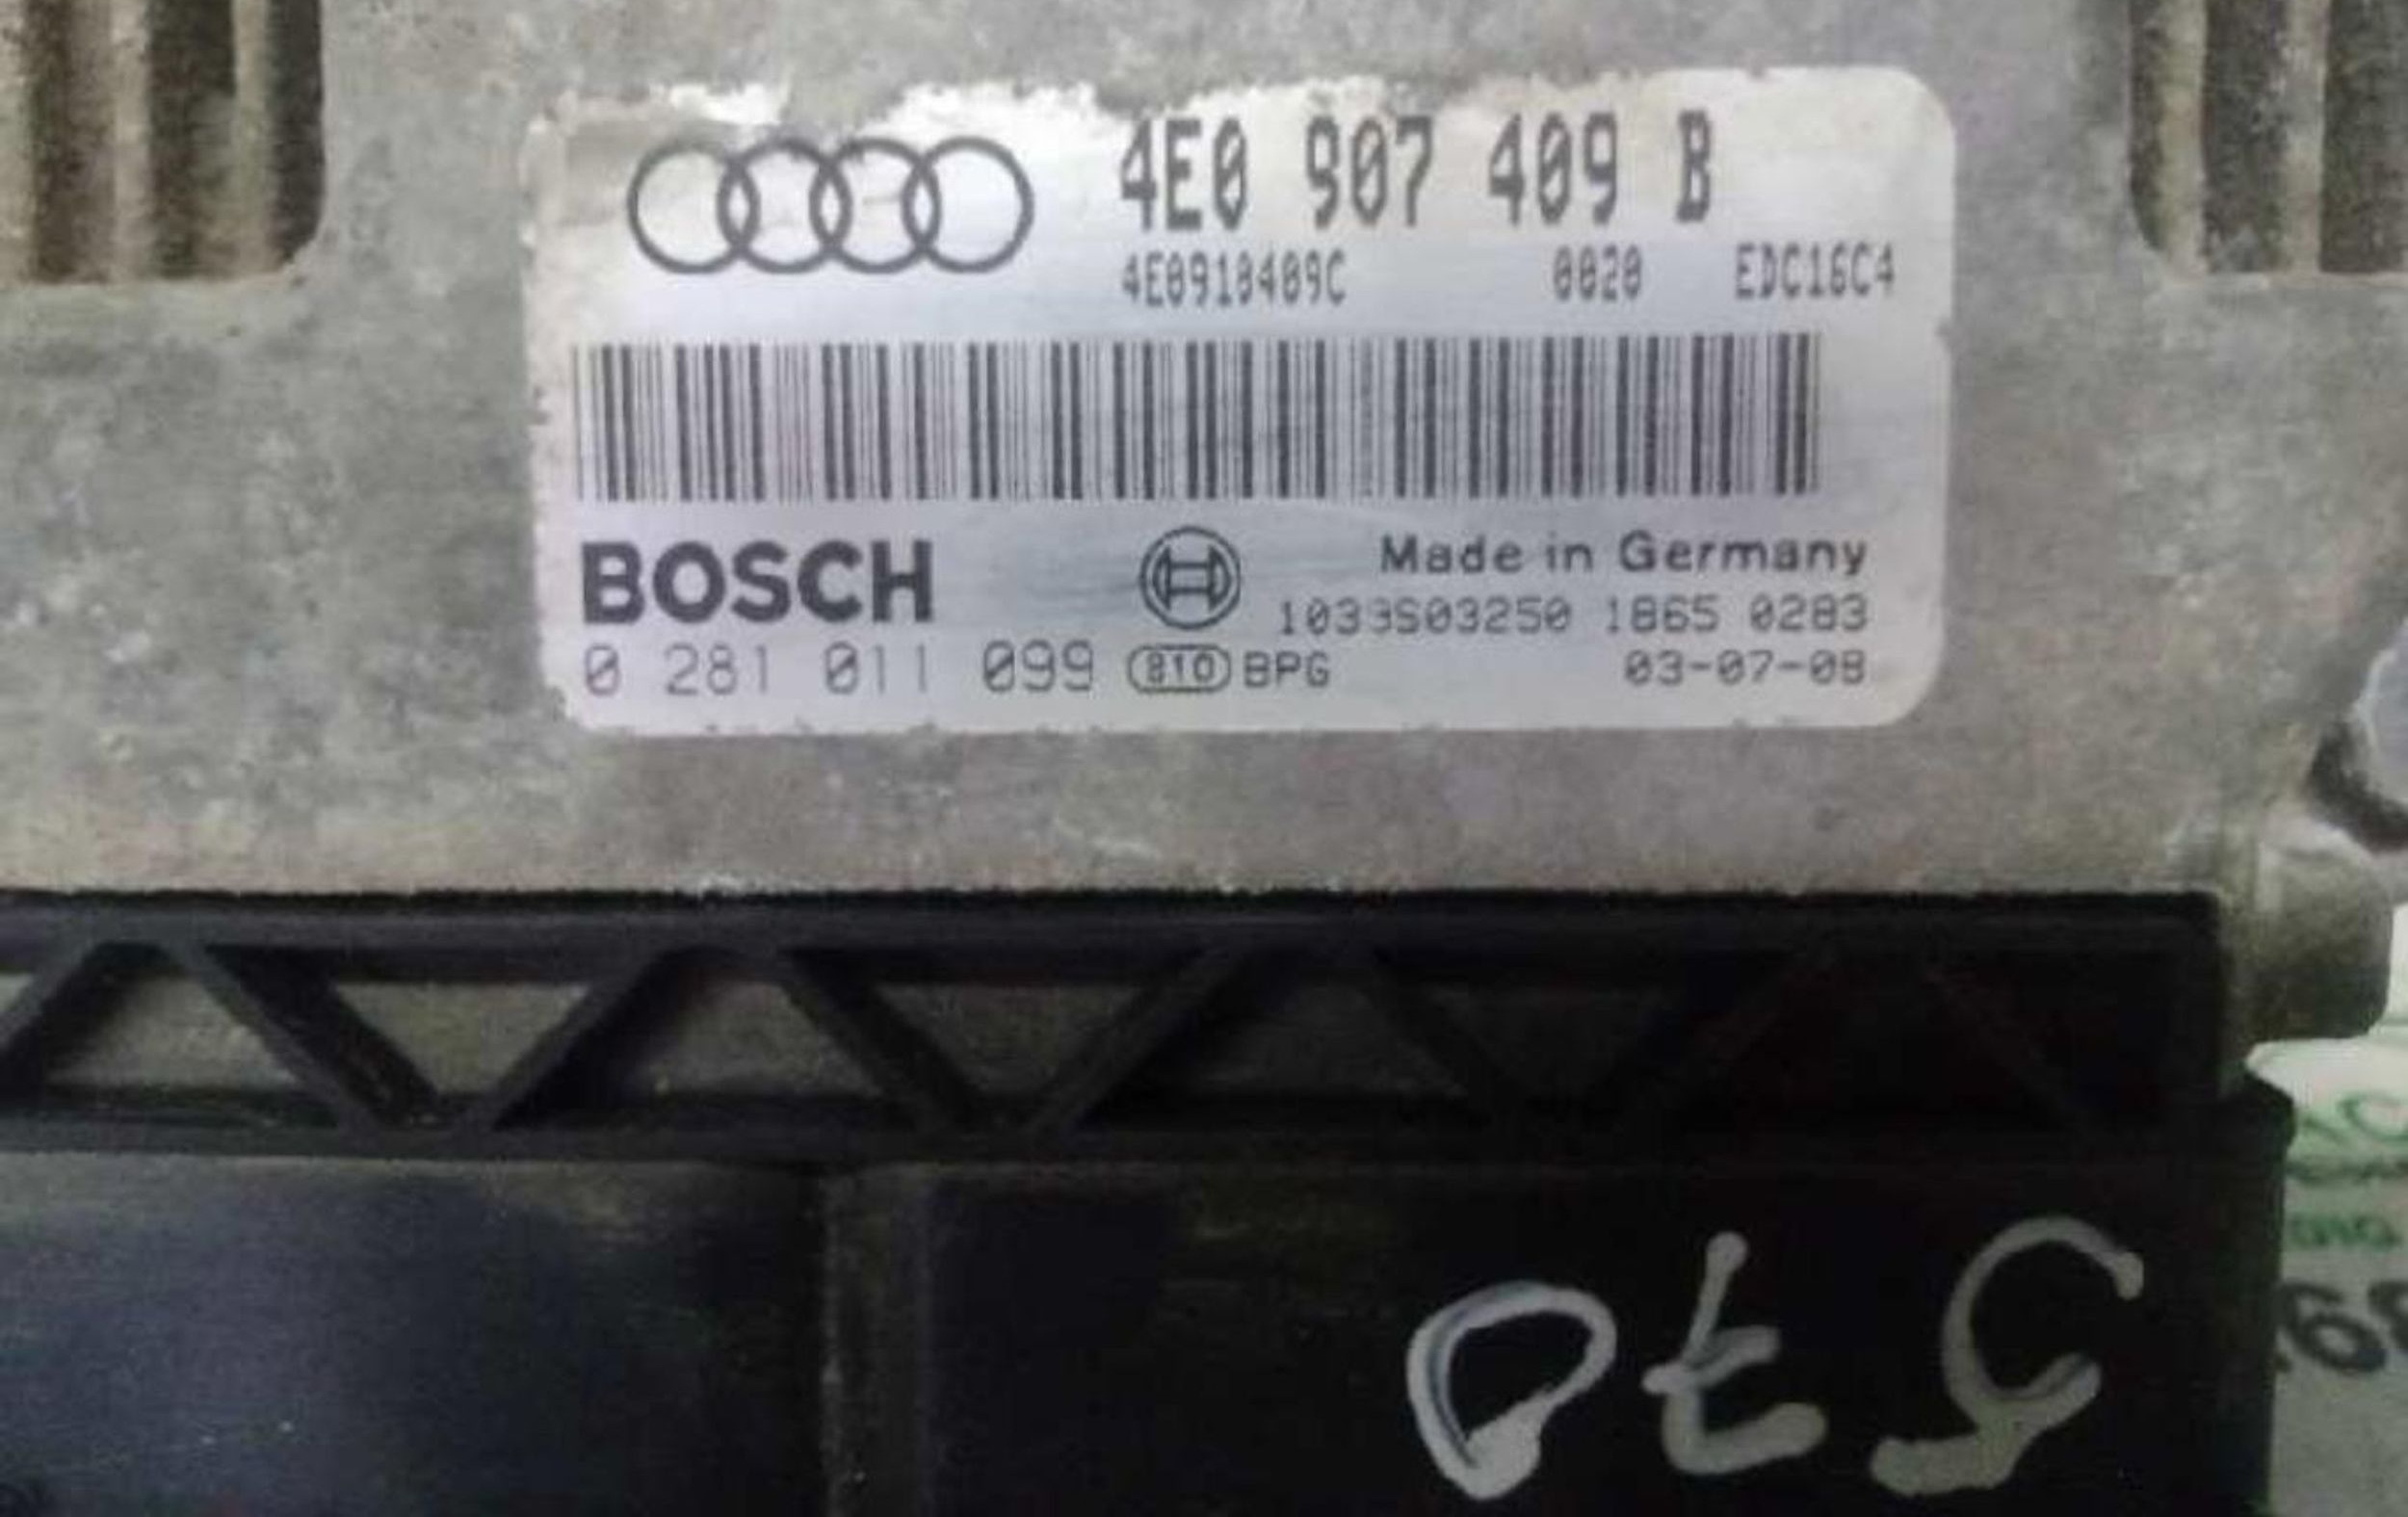 4E0 907 409 B
4E0910409C 0020 EDC16C4
BOSCH
Made in Germany
1039S03250 1865 0283
0 281 011 099 BPG 03-07-08